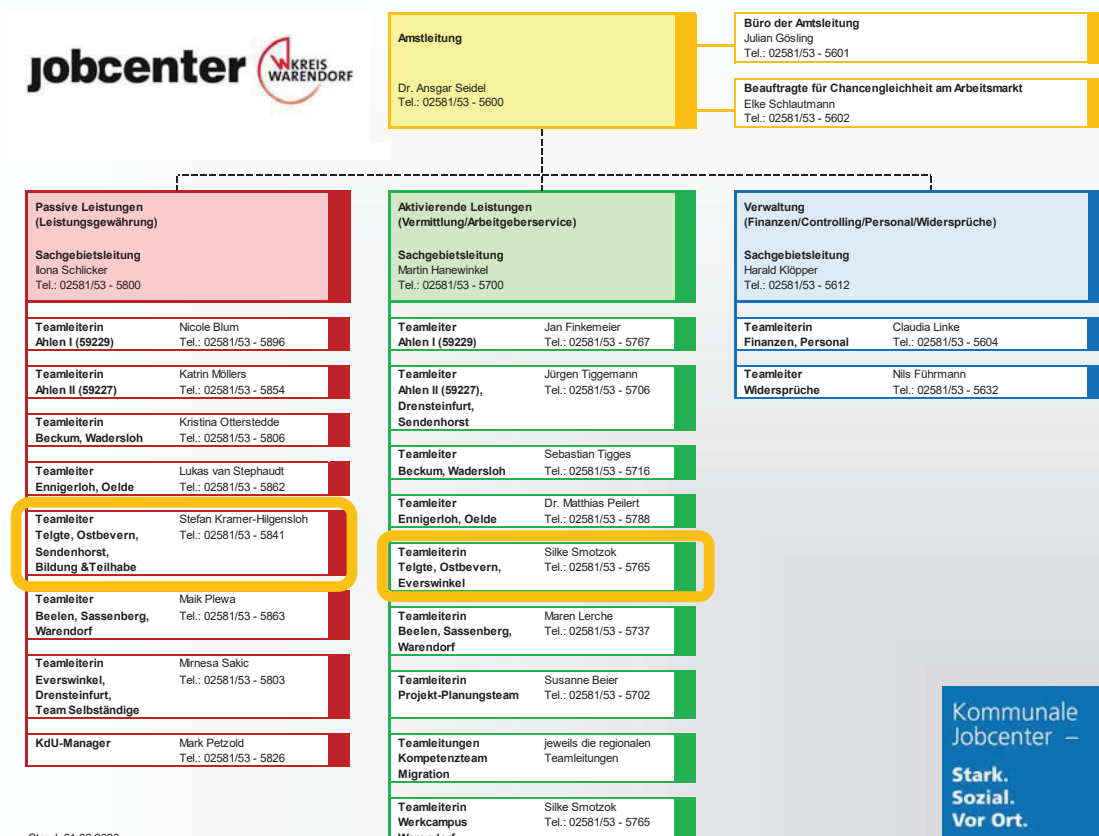 jobcenter
KREIS
WARENDORF
Amstleitung
Dr. Ansgar Seidel
Tel.: 02581/53 - 5600
Büro der Amtsleitung
Julian Gösling
Tel.: 02581/53 - 5601
Beauftragte für Chancengleichheit am Arbeitsmarkt
Elke Schlautmann
Tel.: 02581/53 - 5602
Passive Leistungen
(Leistungsgewährung)
Sachgebietsleitung
Ilona Schlicker
Tel.: 02581/53 - 5800
Teamleiterin Nicole Blum
Ahlen I (59229) Tel.: 02581/53 - 5896
Teamleiterin Katrin Möllers
Ahlen II (59227) Tel.: 02581/53 - 5854
Teamleiterin Kristina Otterstedde
Beckum, Wadersloh Tel.: 02581/53 - 5806
Teamleiter Lukas van Stephaudt
Ennigerloh, Oelde Tel.: 02581/53 - 5862
Teamleiter Stefan Kramer-Hilgensloh
Telgte, Ostbevern, Tel.: 02581/53 - 5841
Sendenhorst,
Bildung &Teilhabe
Teamleiter Maik Plewa
Beelen, Sassenberg, Tel.: 02581/53 - 5863
Warendorf
Teamleiterin Mirnesa Sakic
Everswinkel, Tel.: 02581/53 - 5803
Drensteinfurt,
Team Selbständige
KdU-Manager Mark Petzold
Tel.: 02581/53 - 5826
Aktivierende Leistungen
(Vermittlung/Arbeitgeberservice)
Sachgebietsleitung
Martin Hanewinkel
Tel.: 02581/53 - 5700
Teamleiter Jan Finkemeier
Ahlen I (59229) Tel.: 02581/53 - 5767
Teamleiter Jürgen Tiggemann
Ahlen II (59227), Tel.: 02581/53 - 5706
Drensteinfurt,
Sendenhorst
Teamleiter Sebastian Tigges
Beckum, Wadersloh Tel.: 02581/53 - 5716
Teamleiter Dr. Matthias Peilert
Ennigerloh, Oelde Tel.: 02581/53 - 5788
Teamleiterin Silke Smotzok
Telgte, Ostbevern, Tel.: 02581/53 - 5765
Everswinkel
Teamleiterin Maren Lerche
Beelen, Sassenberg, Tel.: 02581/53 - 5737
Warendorf
Teamleiterin Susanne Beier
Projekt-Planungsteam Tel.: 02581/53 - 5702
Teamleitungen jeweils die regionalen
Kompetenzteam Teamleitungen
Migration
Teamleiterin Silke Smotzok
Werkcampus Tel.: 02581/53 - 5765
Verwaltung
(Finanzen/Controlling/Personal/Widersprüche)
Sachgebietsleitung
Harald Klöpper
Tel.: 02581/53 - 5612
Teamleiterin Claudia Linke
Finanzen, Personal Tel.: 02581/53 - 5604
Teamleiter Nils Führmann
Widersprüche Tel.: 02581/53 - 5632
Kommunale
Jobcenter –
Stark.
Sozial.
Vor Ort.